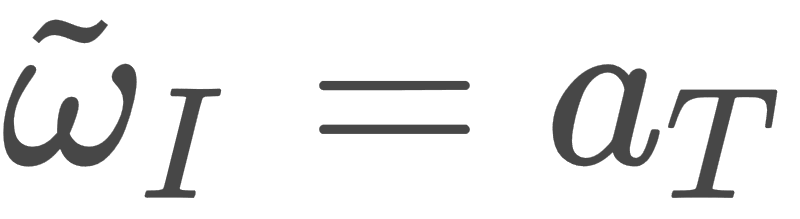 ω̃_I = a_T